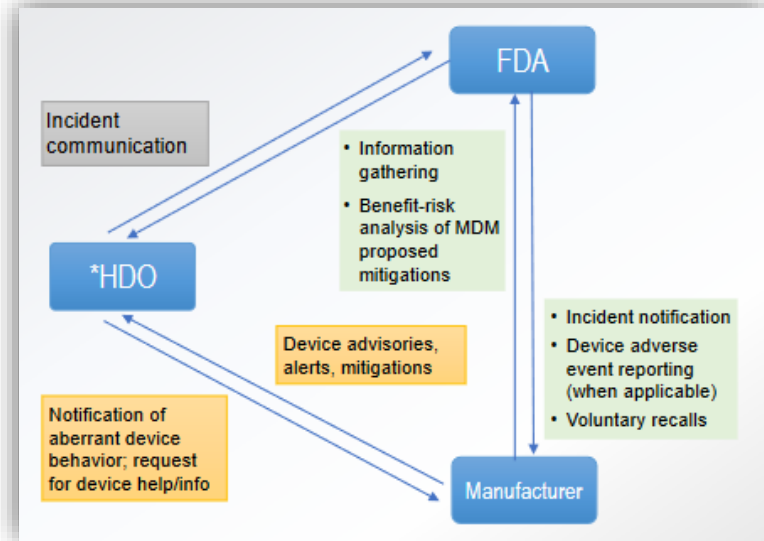 FDA
Incident
communication
• Information
gathering
• Benefit-risk
analysis of MDM
proposed
mitigations
*HDO
Device advisories,
alerts, mitigations
• Incident notification
• Device adverse
event reporting
(when applicable)
• Voluntary recalls
Notification of
aberrant device
behavior; request
for device help/info
Manufacturer